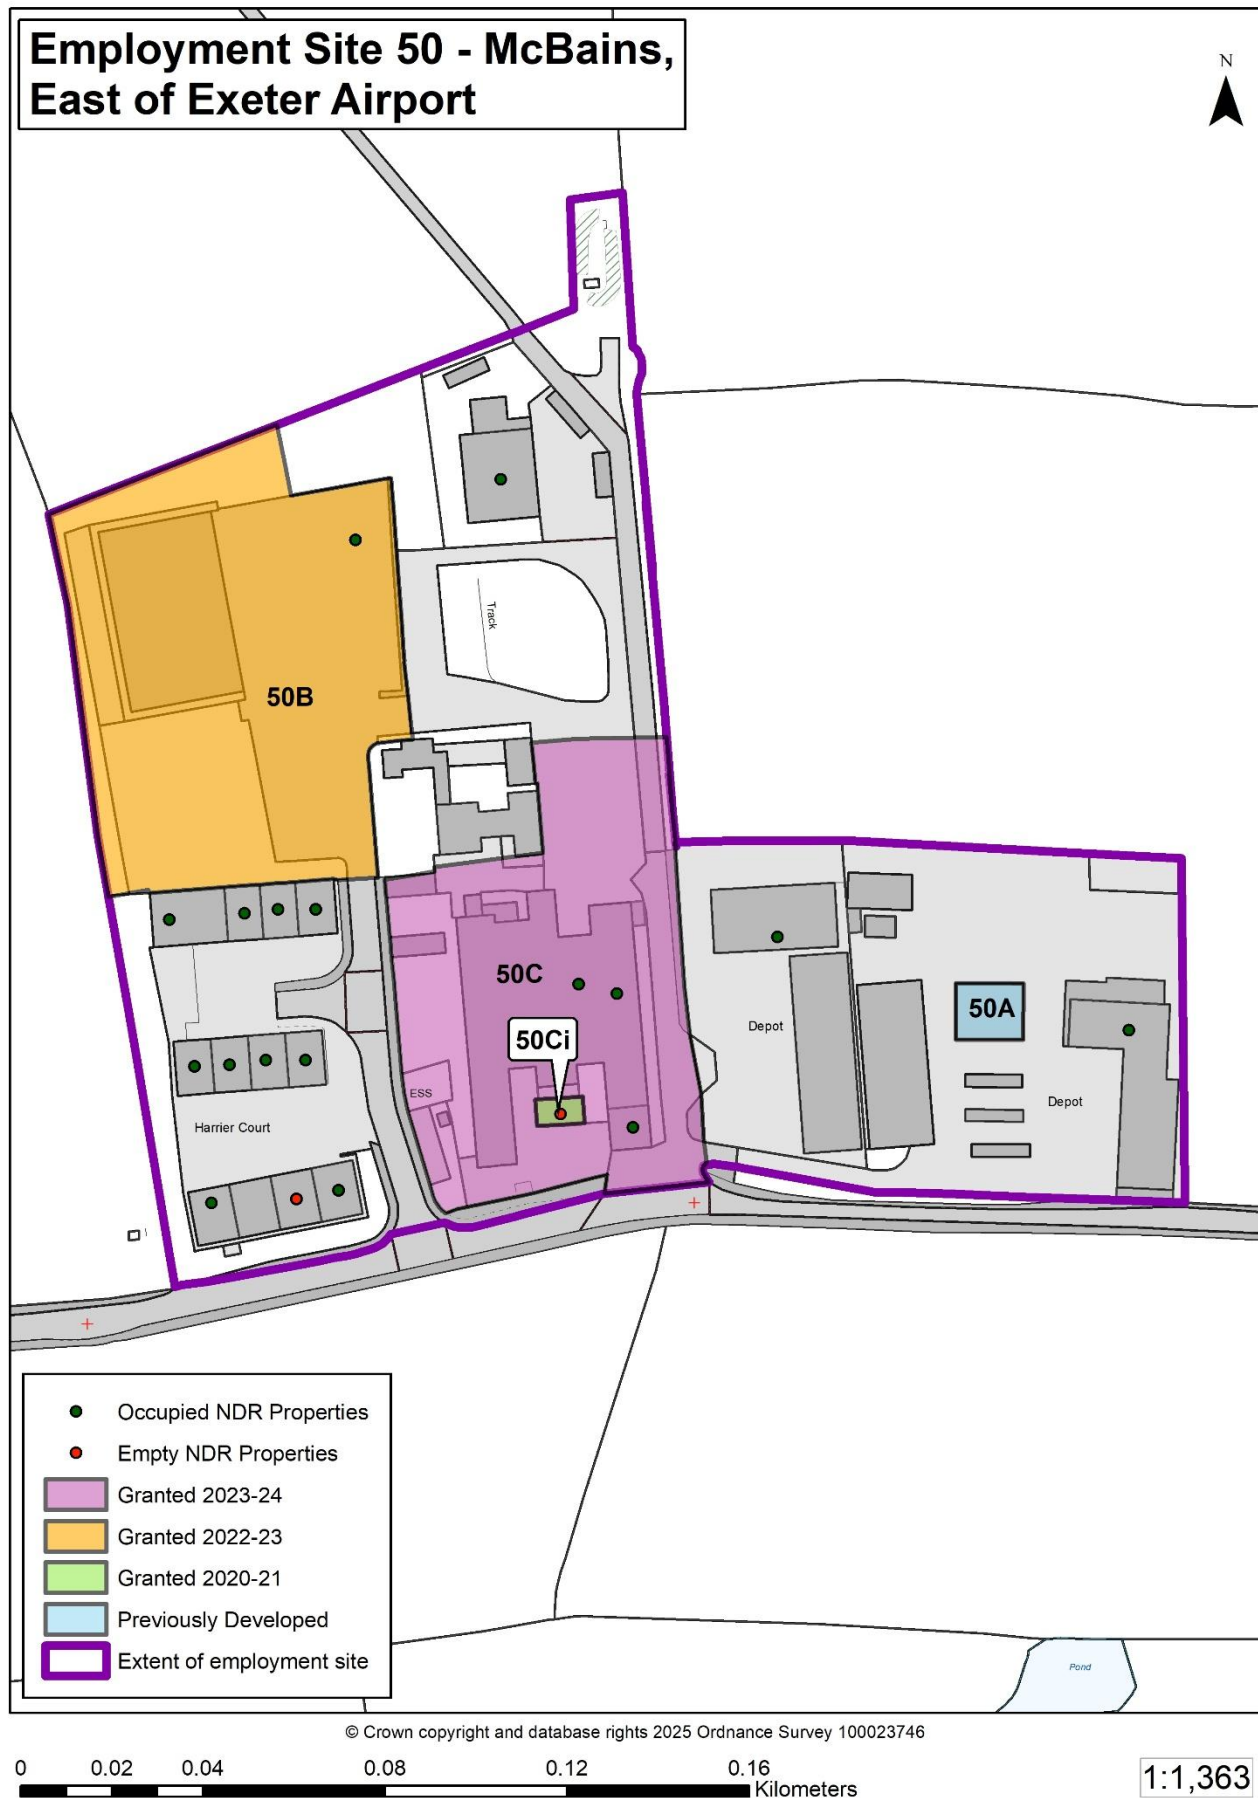 Employment Site 50 - McBains,
East of Exeter Airport
N
Track
50B
50C
50Ci
50A
Depot
Depot
ESS
Harrier Court
Occupied NDR Properties
Empty NDR Properties
Granted 2023-24
Granted 2022-23
Granted 2020-21
Previously Developed
Extent of employment site
Pond
© Crown copyright and database rights 2025 Ordnance Survey 100023746
0 0.02 0.04 0.08 0.12 0.16
Kilometers
1:1,363